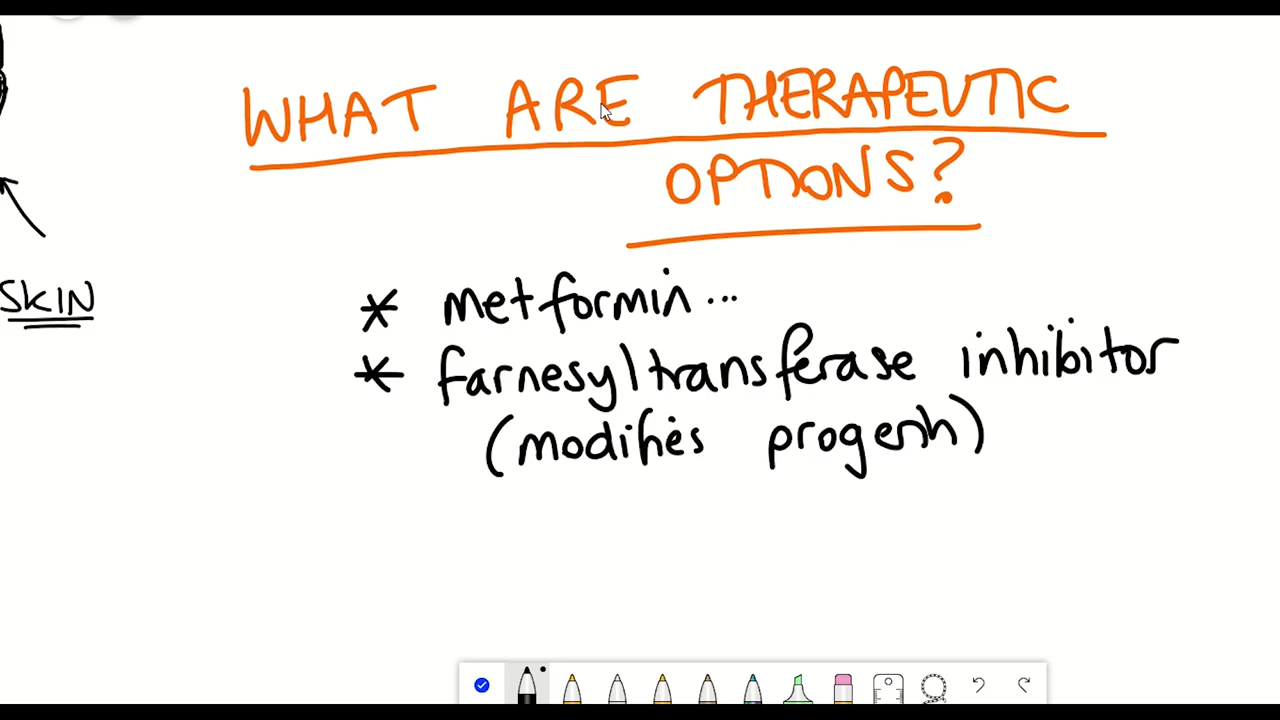 WHAT ARE THERAPEUTIC
OPTIONS?
SKIN
* metformin...
* farnesyltransferase inhibitor
(modifies progerin)